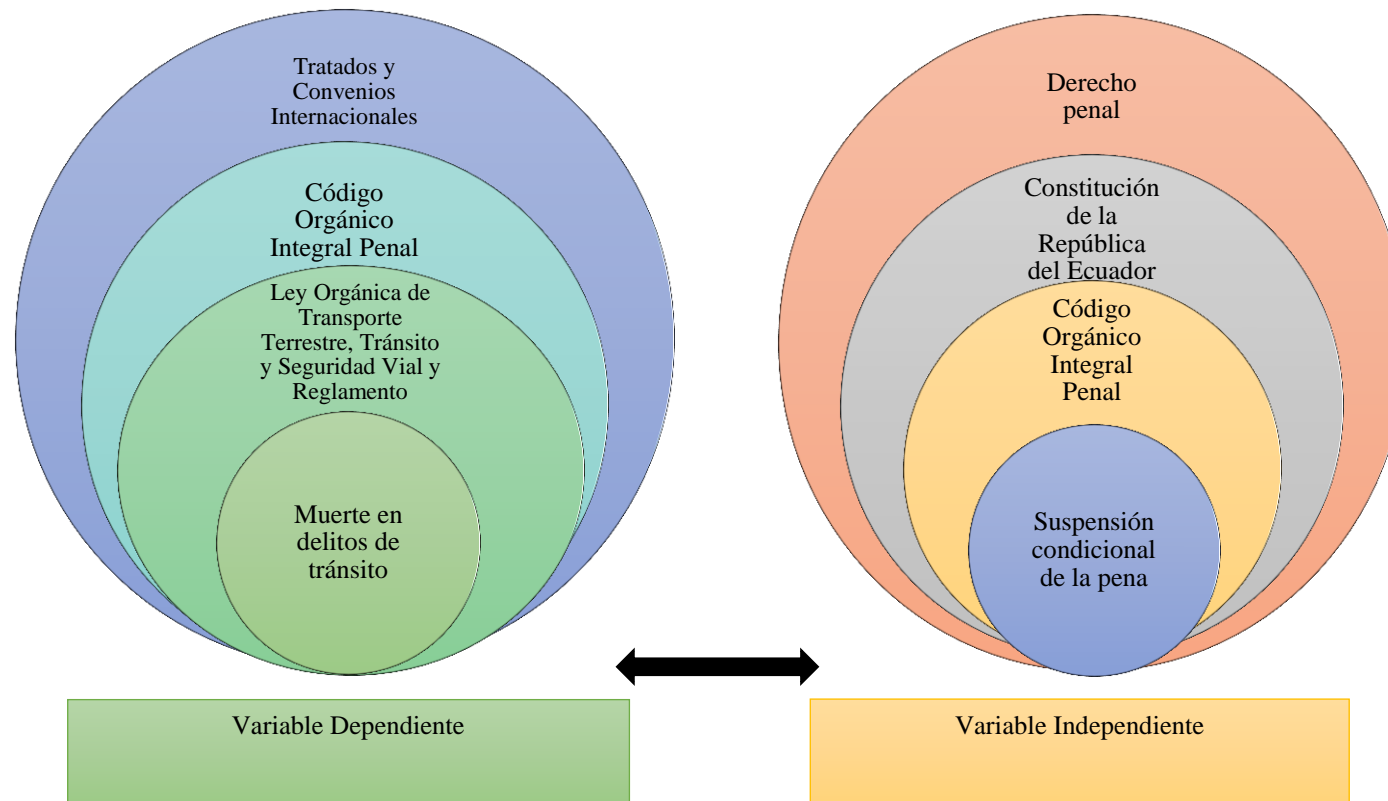 Tratados y
Convenios
Internacionales
Código
Orgánico
Integral Penal
Ley Orgánica de
Transporte
Terrestre, Tránsito
y Seguridad Vial y
Reglamento
Muerte en
delitos de
tránsito
Variable Dependiente
Derecho
penal
Constitución
de la
República
del Ecuador
Código
Orgánico
Integral
Penal
Suspensión
condicional
de la pena
Variable Independiente